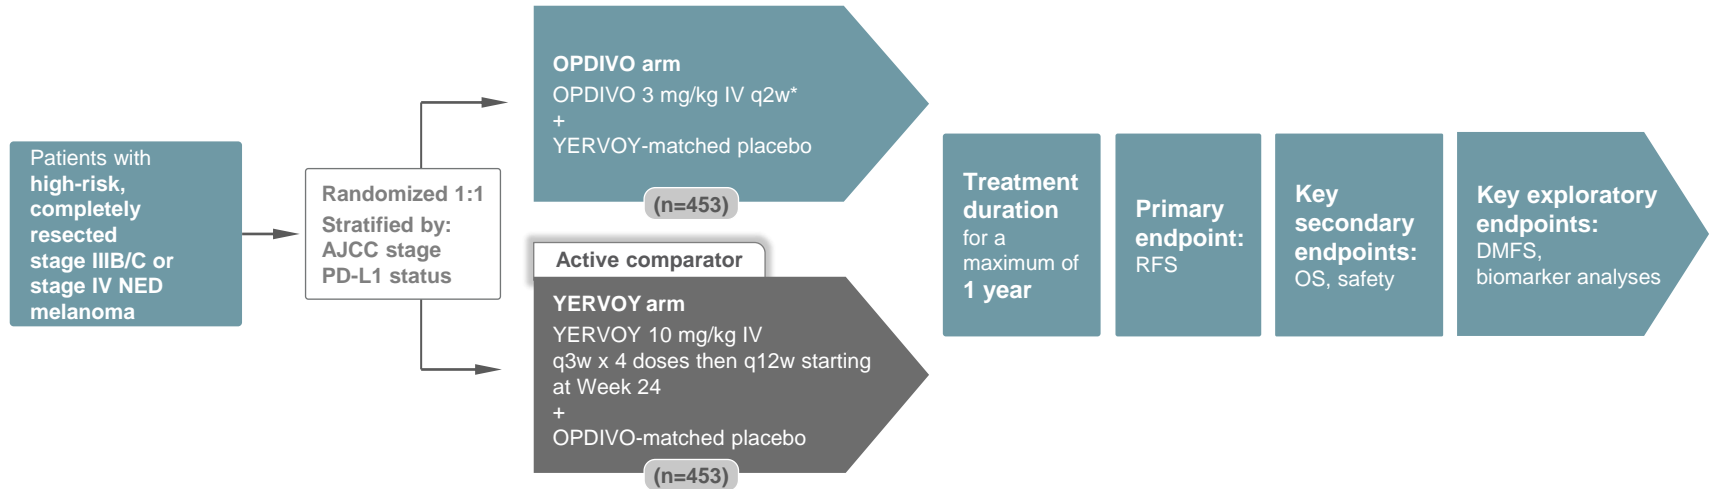 Patients with
high-risk,
completely
resected
stage IIIB/C or
stage IV NED
melanoma
Randomized 1:1
Stratified by:
AJCC stage
PD-L1 status
OPDIVO arm
OPDIVO 3 mg/kg IV q2w*
+
YERVOY-matched placebo
(n=453)
Active comparator
YERVOY arm
YERVOY 10 mg/kg IV
q3w x 4 doses then q12w starting
at Week 24
+
OPDIVO-matched placebo
(n=453)
Treatment
duration
for a
maximum of
1 year
Primary
endpoint:
RFS
Key
secondary
endpoints:
OS, safety
Key exploratory
endpoints:
DMFS,
biomarker analyses